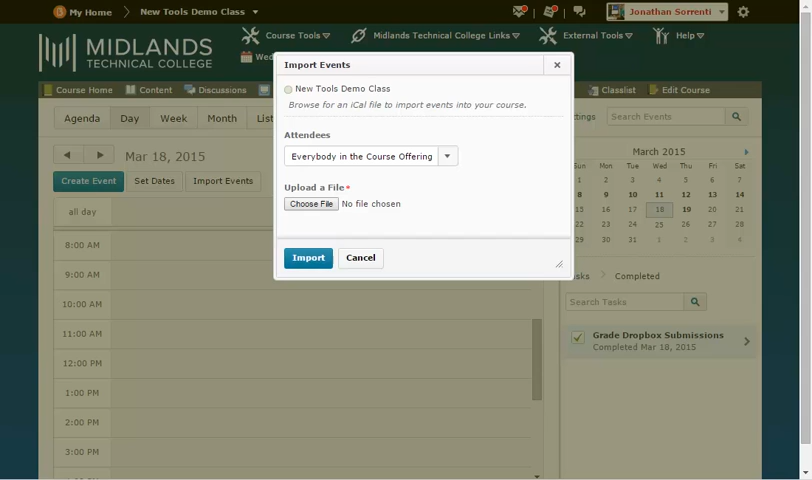 My Home
New Tools Demo Class
Jonathan Sorrenti
MIDLANDS
TECHNICAL COLLEGE
Course Tools
Midlands Technical College Links
External Tools
Help
Wed
Course Home
Content
Discussions
Classlist
Edit Course
Agenda
Day
Week
Month
List
ttings
Search Events
Mar 18, 2015
Create Event
Set Dates
Import Events
all day
8:00 AM
9:00 AM
10:00 AM
11:00 AM
12:00 PM
1:00 PM
2:00 PM
3:00 PM
Import Events
New Tools Demo Class
Browse for an iCal file to import events into your course.
Attendees
Everybody in the Course Offering
Upload a File*
Choose File No file chosen
Import
Cancel
March 2015
Sun Mon Tue Wed Thu Fri Sat
1 2 3 4 5 6 7
8 9 10 11 12 13 14
15 16 17 18 19 20 21
22 23 24 25 26 27 28
29 30 31 1 2 3 4
asks
Completed
Search Tasks
Grade Dropbox Submissions
Completed Mar 18, 2015